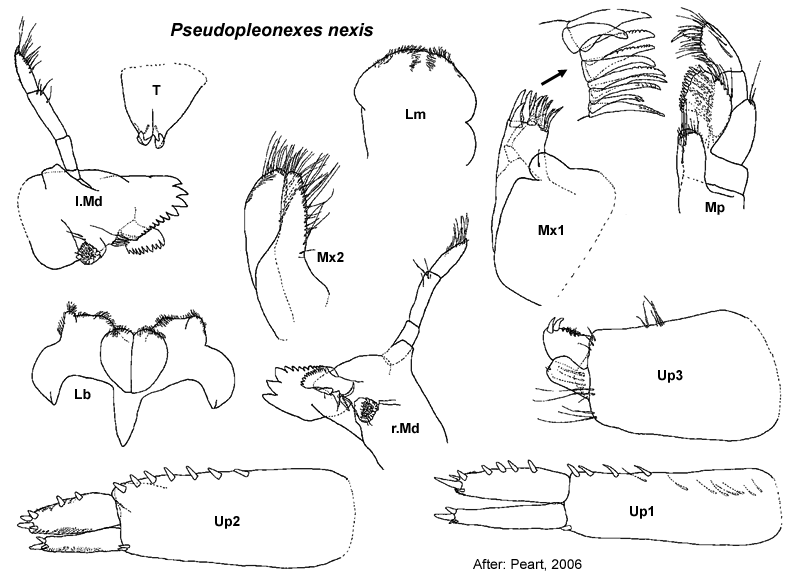 Pseudopleonexes nexis
T
Lm
l.Md
Mx2
Mx1
Mp
Lb
r.Md
Up3
Up2
Up1
After: Peart, 2006